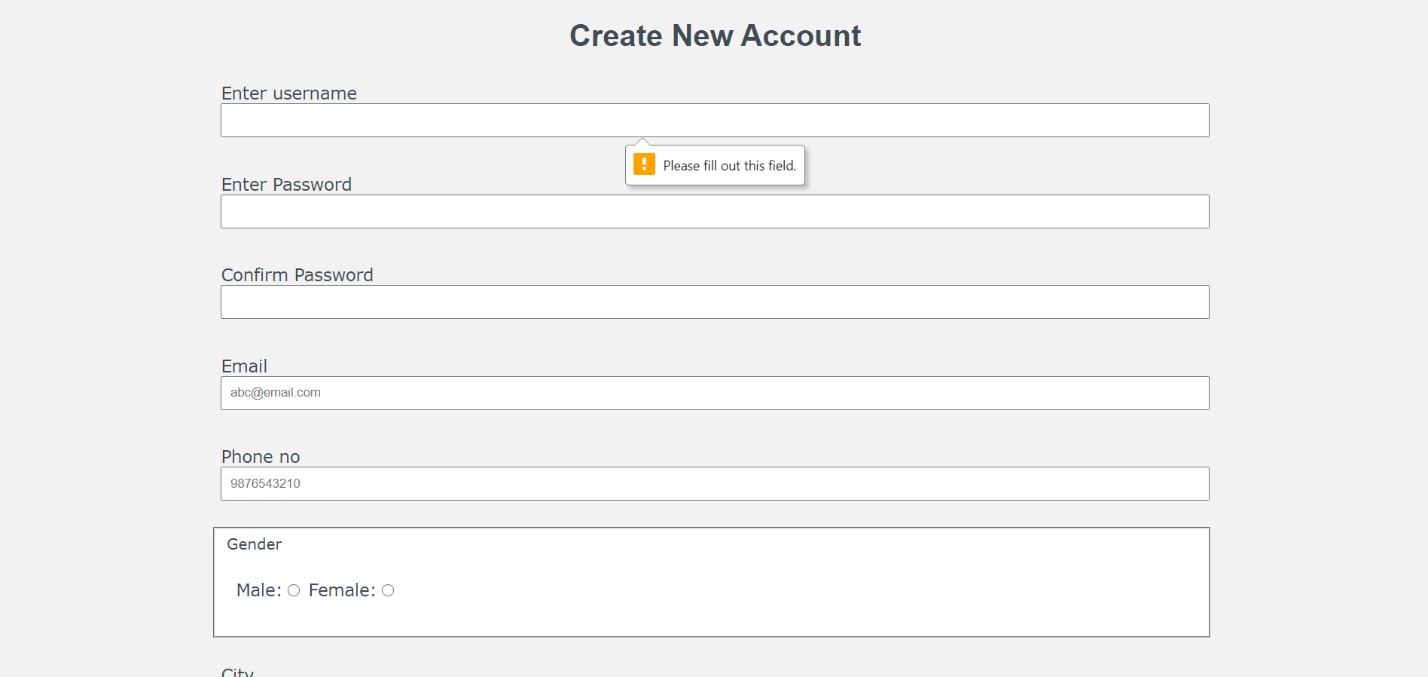 Create New Account
Enter username
Please fill out this field.
Enter Password
Confirm Password
Email
abc@email.com
Phone no
9876543210
Gender
Male: Female:
City